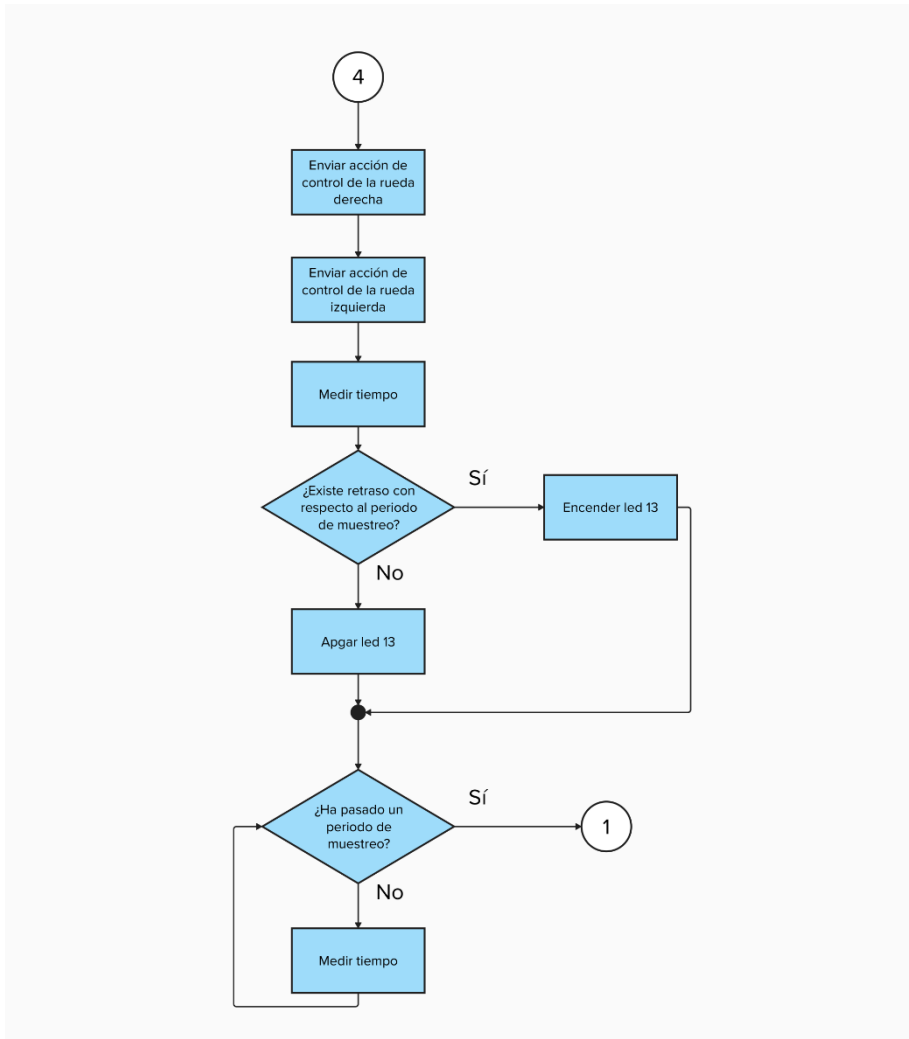 4
Enviar acción de
control de la rueda
derecha
Enviar acción de
control de la rueda
izquierda
Medir tiempo
¿Existe retraso con
respecto al periodo
de muestreo?
Sí
Encender led 13
No
Apgar led 13
¿Ha pasado un
periodo de
muestreo?
Sí
1
No
Medir tiempo